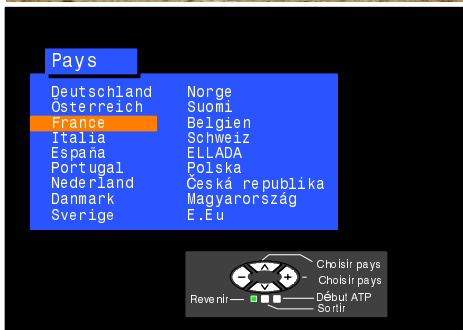 Pays
Deutschland
Österreich
France
Italia
España
Portugal
Nederland
Danmark
Sverige
Norge
Suomi
Belgien
Schweiz
ELLADA
Polska
Česká republika
Magyarország
E.Eu
Choisir pays
Choisir pays
Revenir
Début ATP
Sortir